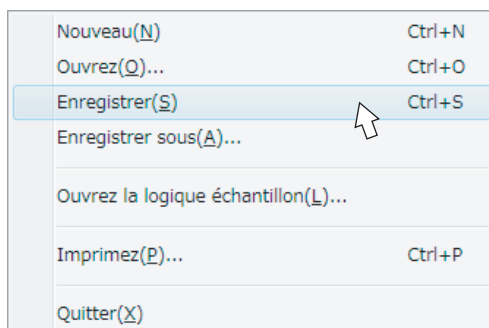 Nouveau(N) Ctrl+N
Ouvrez(O)... Ctrl+O
Enregistrer(S) Ctrl+S
Enregistrer sous(A)...
Ouvrez la logique échantillon(L)...
Imprimez(P)... Ctrl+P
Quitter(X)